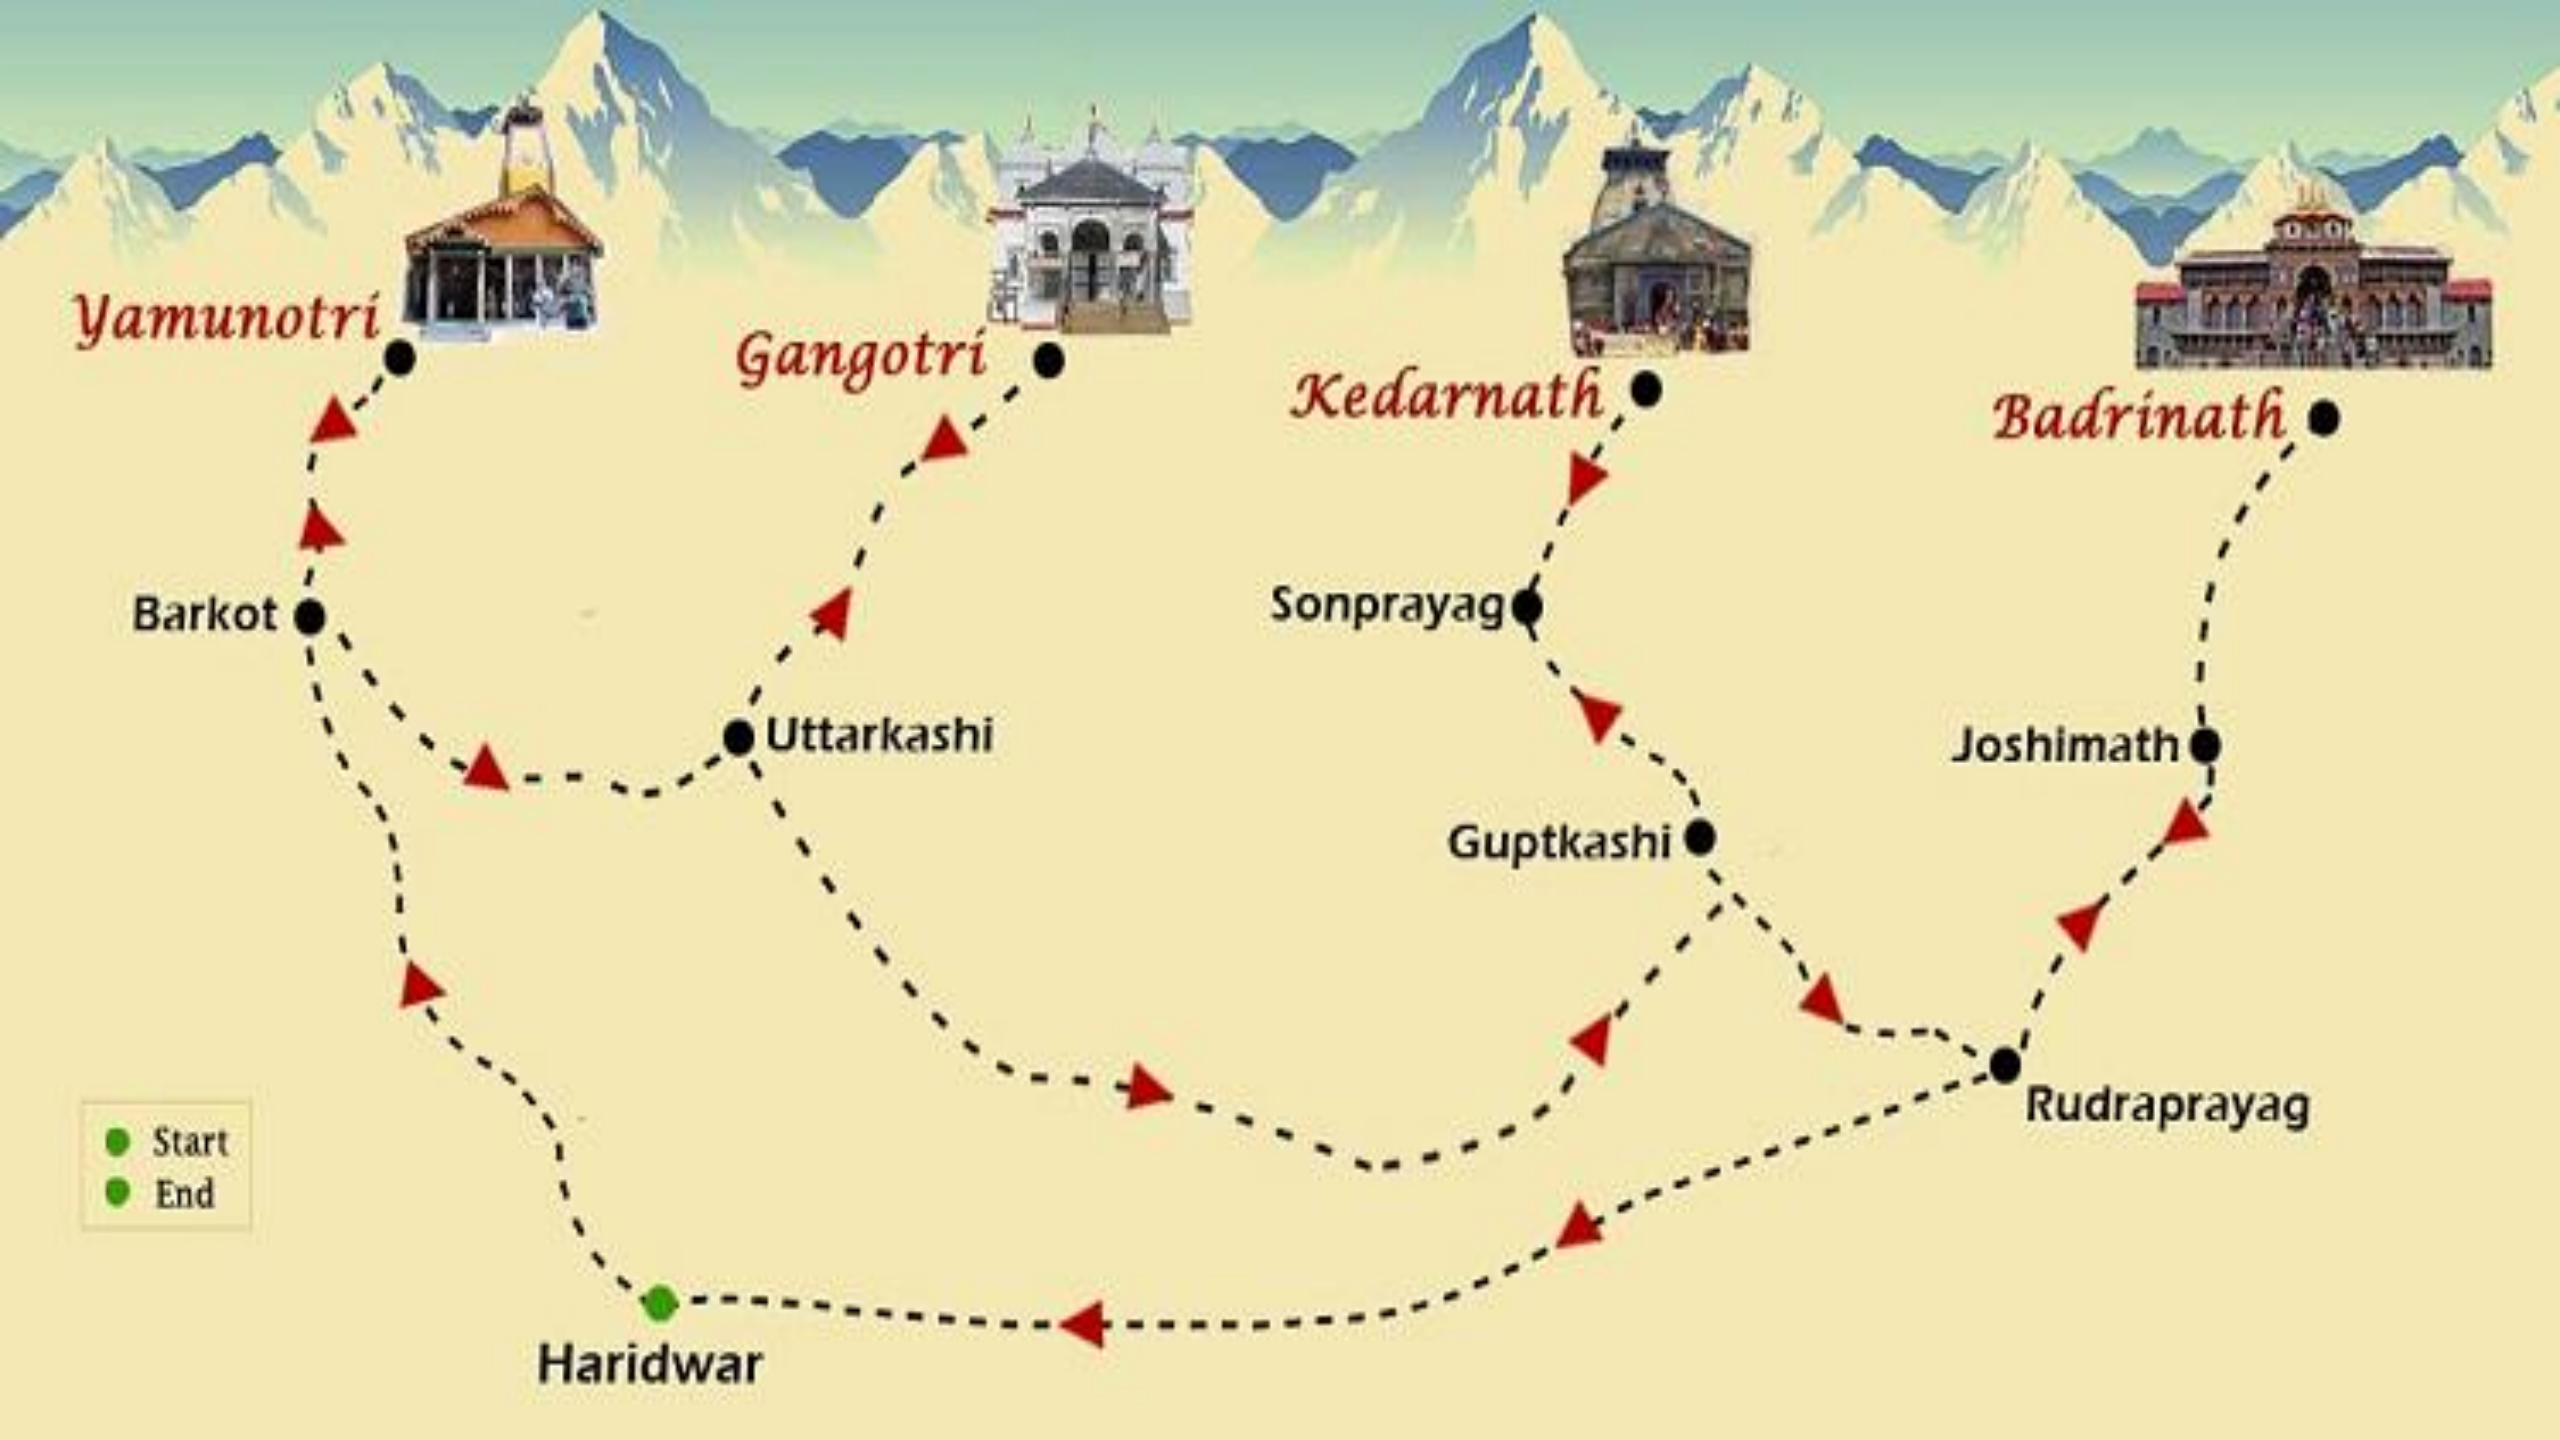 Yamunotri
Gangotri
Kedarnath
Badrinath
Barkot
Sonprayag
Uttarkashi
Joshimath
Guptkashi
Rudraprayag
Start
End
Haridwar